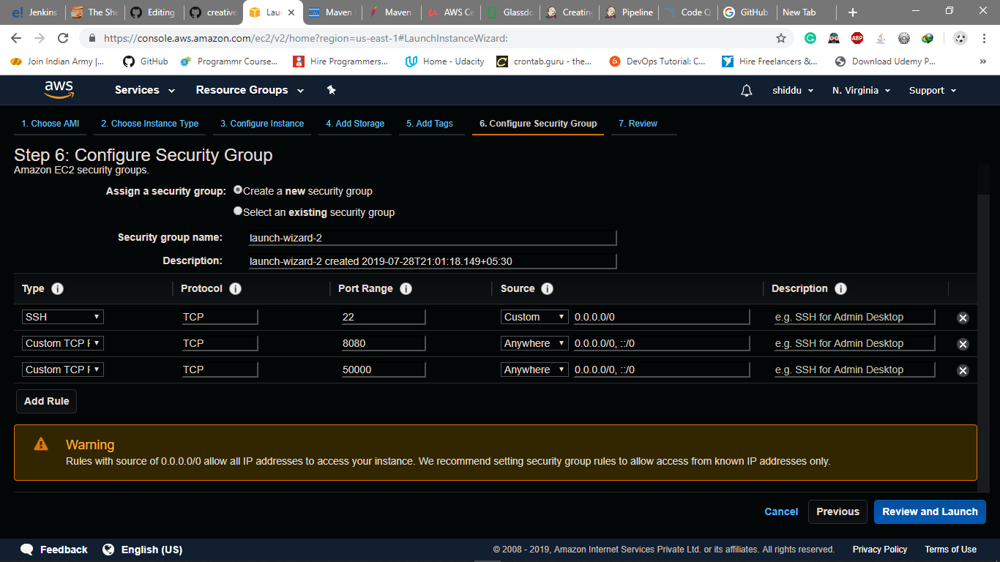 Jenkins The She Editing creative Lau Maven Maven AWS Ce Glassdo Creatin Pipeline Code Q GitHub New Tab
https://console.aws.amazon.com/ec2/v2/home?region=us-east-1#LaunchInstanceWizard:
Join Indian Army |... GitHub Programmr Course... Hire Programmers... Home - Udacity crontab.guru - the... DevOps Tutorial: C... Hire Freelancers &... Download Udemy P... »
aws Services Resource Groups shiddu N. Virginia Support
1. Choose AMI 2. Choose Instance Type 3. Configure Instance 4. Add Storage 5. Add Tags 6. Configure Security Group 7. Review
Step 6: Configure Security Group
Amazon EC2 security groups.
Assign a security group: Create a new security group
Select an existing security group
Security group name: launch-wizard-2
Description: launch-wizard-2 created 2019-07-28T21:01:18.149+05:30
Type Protocol Port Range Source Description
SSH TCP 22 Custom 0.0.0.0/0 e.g. SSH for Admin Desktop
Custom TCP F TCP 8080 Anywhere 0.0.0.0/0, ::/0 e.g. SSH for Admin Desktop
Custom TCP F TCP 50000 Anywhere 0.0.0.0/0, ::/0 e.g. SSH for Admin Desktop
Add Rule
Warning
Rules with source of 0.0.0.0/0 allow all IP addresses to access your instance. We recommend setting security group rules to allow access from known IP addresses only.
Cancel Previous Review and Launch
Feedback English (US) © 2008 - 2019, Amazon Internet Services Private Ltd. or its affiliates. All rights reserved. Privacy Policy Terms of Use